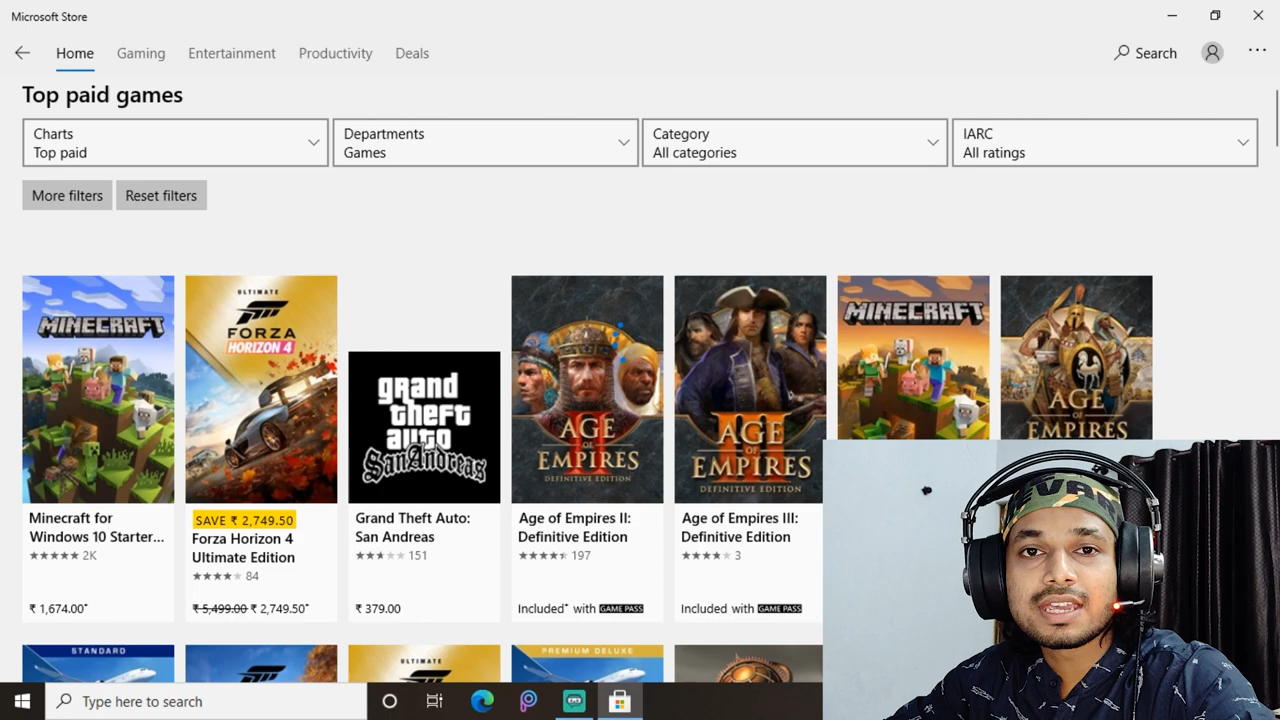 Microsoft Store
Home Gaming Entertainment Productivity Deals Search
Top paid games
Charts
Top paid
Departments
Games
Category
All categories
IARC
All ratings
More filters Reset filters
MINECRAFT
Minecraft for
Windows 10 Starter...
2K
₹ 1,674.00*
ULTIMATE
FORZA
HORIZON 4
SAVE ₹ 2,749.50
Forza Horizon 4
Ultimate Edition
84
₹ 5,499.00 ₹ 2,749.50*
grand
theft
auto
SanAndreas
Grand Theft Auto:
San Andreas
151
₹ 379.00
II
AGE
OF
EMPIRES
DEFINITIVE EDITION
Age of Empires II:
Definitive Edition
197
Included* with GAME PASS
III
AGE
OF
EMPIRES
DEFINITIVE EDITION
Age of Empires III:
Definitive Edition
3
Included with GAME PASS
MINECRAFT
AGE
OF
EMPIRES
STANDARD
ULTIMATE
PREMIUM DELUXE
Type here to search